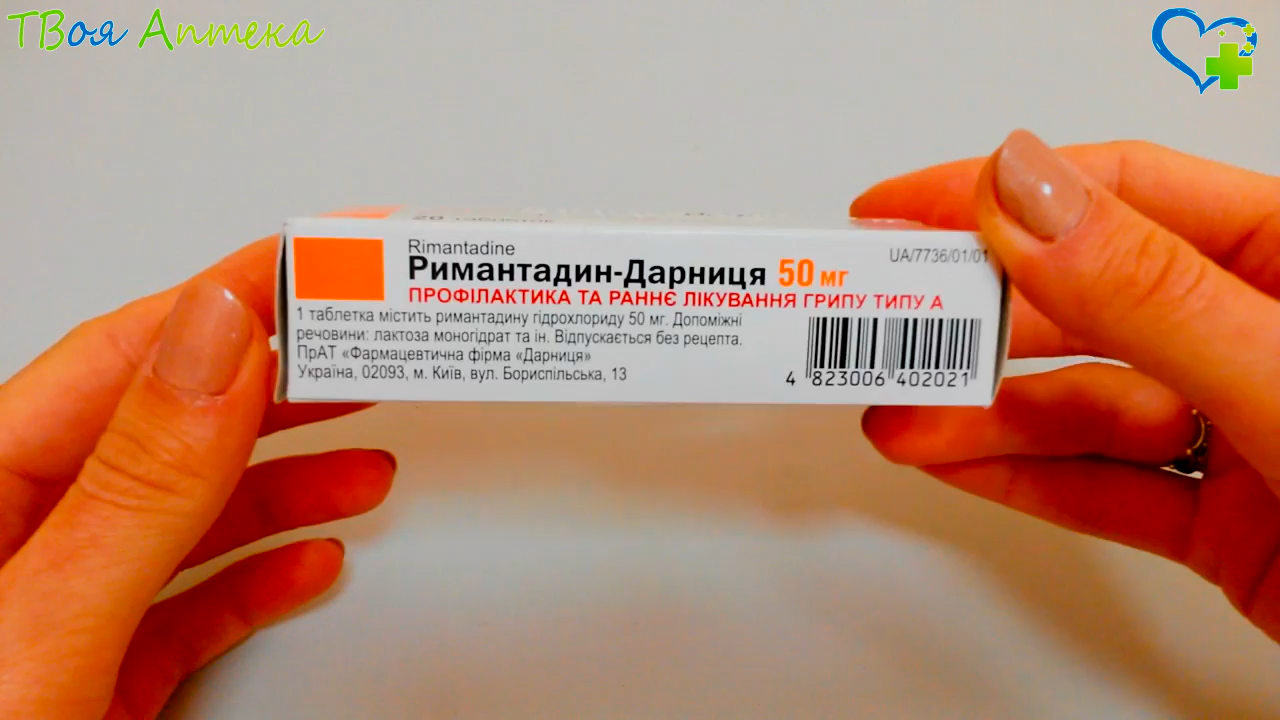 ТВоя Аптека
20 таблеток
Rimantadine
UA/7736/01/01
Римантадин-Дарниця 50 мг
ПРОФІЛАКТИКА ТА РАННЄ ЛІКУВАННЯ ГРИПУ ТИПУ А
1 таблетка містить римантадину гідрохлориду 50 мг. Допоміжні
речовини: лактоза моногідрат та ін. Відпускається без рецепта.
ПрАТ «Фармацевтична фірма «Дарниця»
Україна, 02093, м. Київ, вул. Бориспільська, 13
4 823006 402021